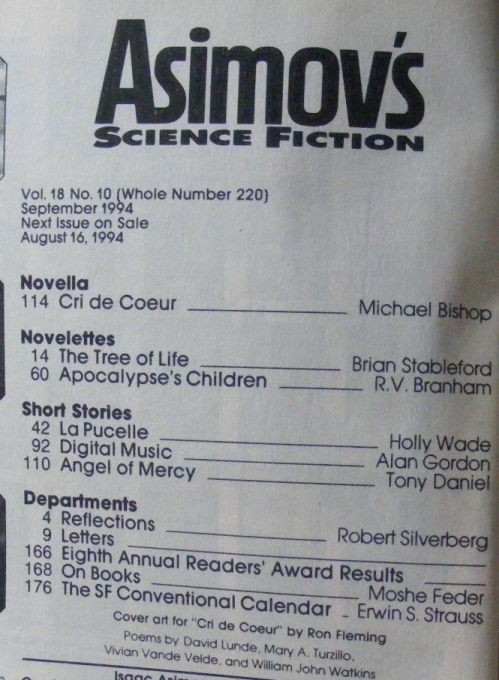 Asimov's
SCIENCE FICTION
Vol. 18 No. 10 (Whole Number 220)
September 1994
Next Issue on Sale
August 16, 1994
Novella
114 Cri de Coeur Michael Bishop
Novelettes
14 The Tree of Life Brian Stableford
60 Apocalypse's Children R.V. Branham
Short Stories
42 La Pucelle Holly Wade
92 Digital Music Alan Gordon
110 Angel of Mercy Tony Daniel
Departments
4 Reflections Robert Silverberg
9 Letters
166 Eighth Annual Readers' Award Results
168 On Books Moshe Feder
176 The SF Conventional Calendar Erwin S. Strauss
Cover art for "Cri de Coeur" by Ron Fleming
Poems by David Lunde, Mary A. Turzillo,
Vivian Vande Velde, and William John Watkins
Isaac